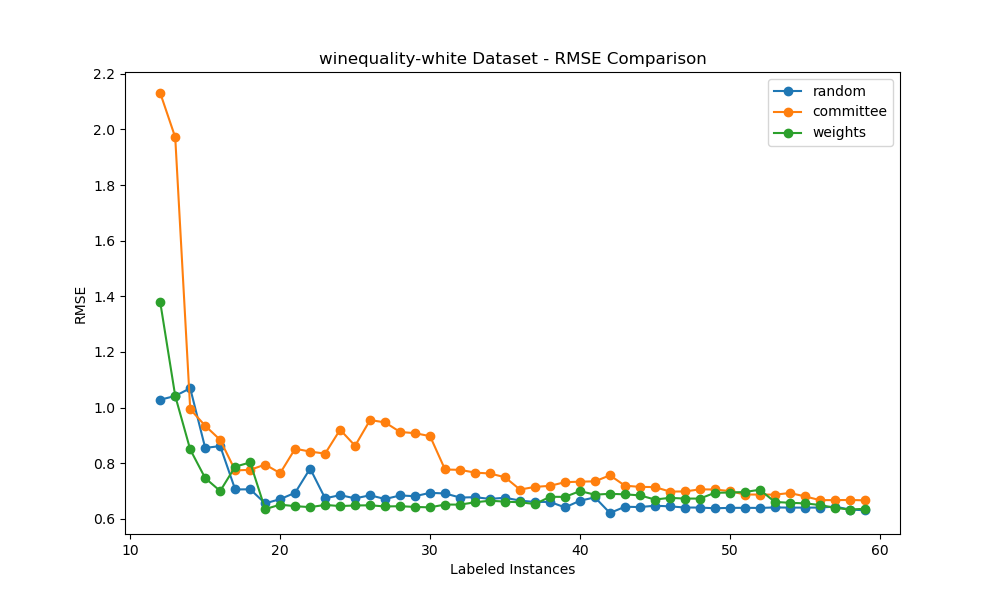 winequality-white Dataset - RMSE Comparison
random
committee
weights
RMSE
2.2
2.0
1.8
1.6
1.4
1.2
1.0
0.8
0.6
10
20
30
40
50
60
Labeled Instances